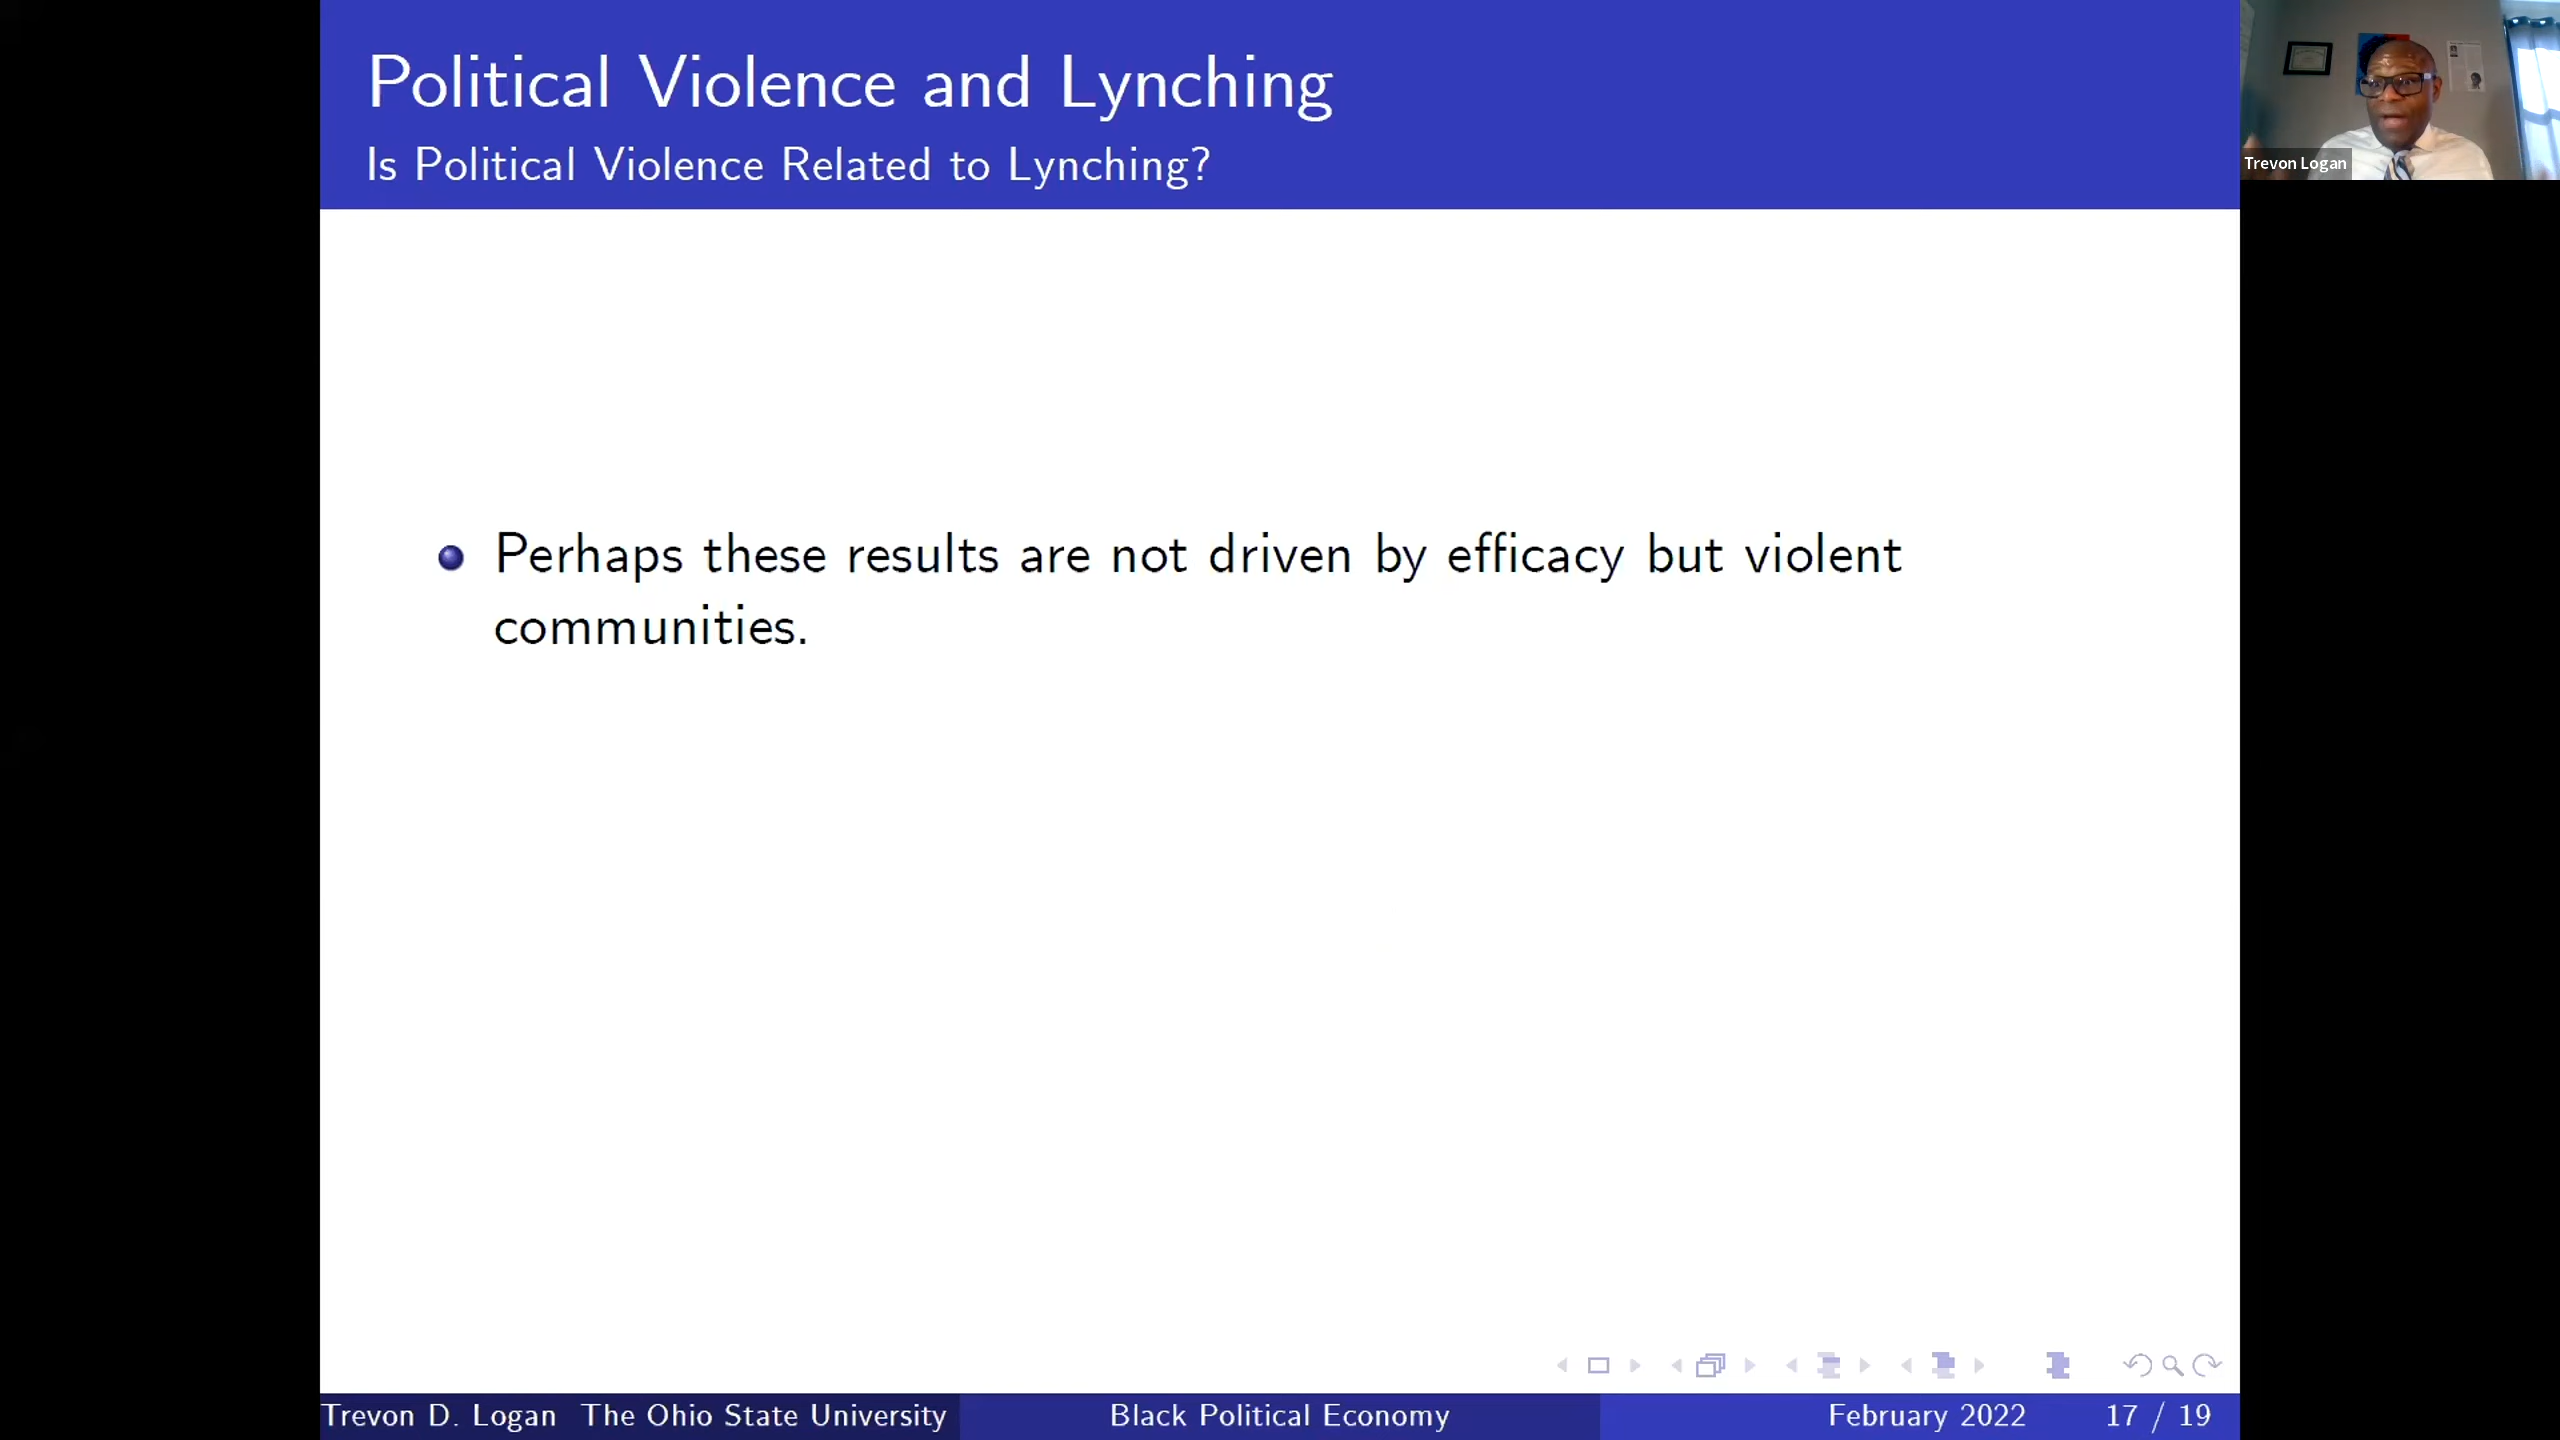 Political Violence and Lynching
Is Political Violence Related to Lynching?
Trevon Logan
Perhaps these results are not driven by efficacy but violent
communities.
Trevon D. Logan The Ohio State University
Black Political Economy
February 2022
17 / 19